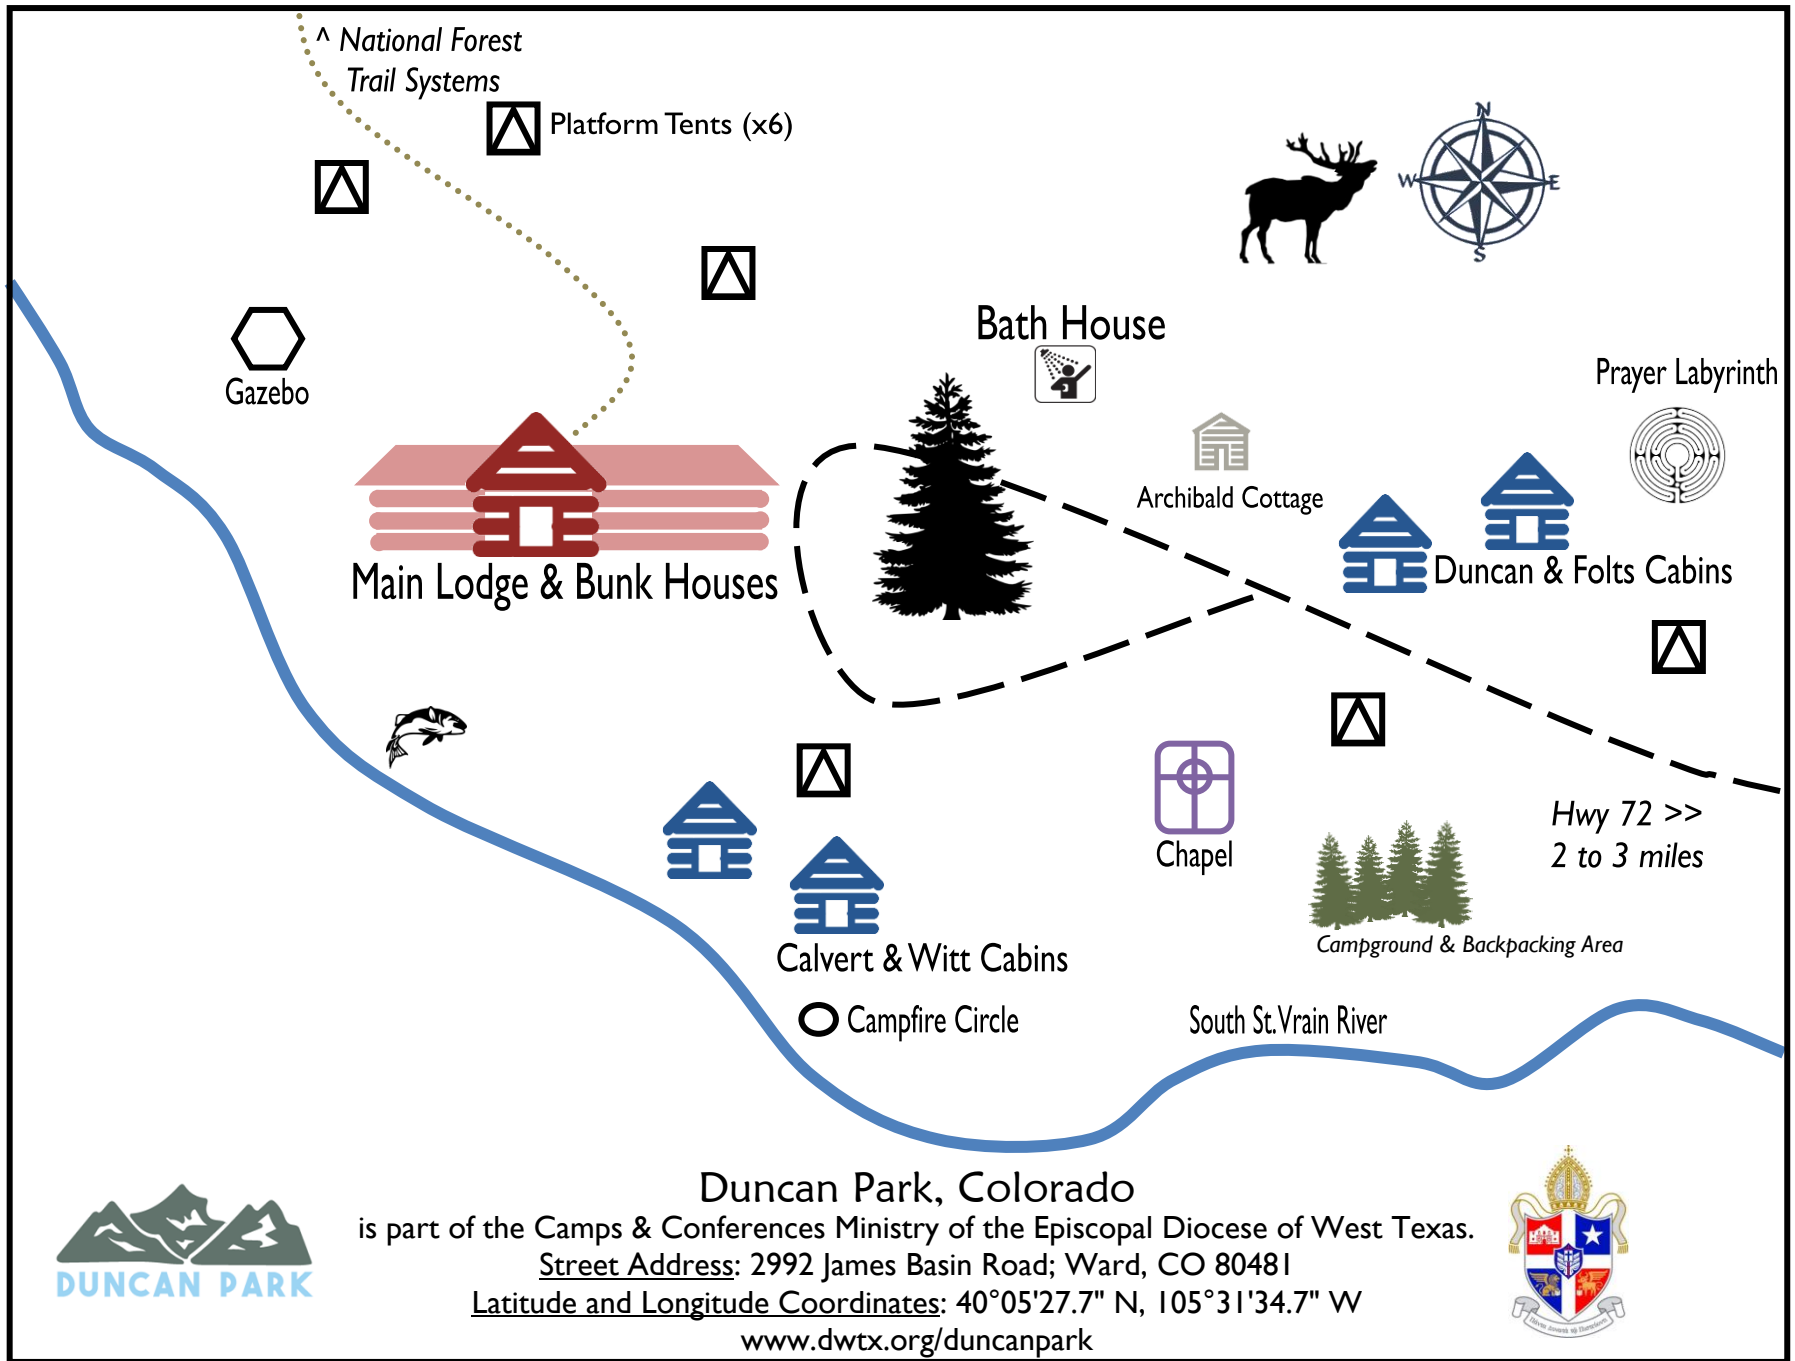 ^ National Forest
Trail Systems
Platform Tents (x6)
N
W
E
S
Bath House
Prayer Labyrinth
Gazebo
Archibald Cottage
Duncan & Folts Cabins
Main Lodge & Bunk Houses
Hwy 72 >>
2 to 3 miles
Chapel
Campground & Backpacking Area
Calvert & Witt Cabins
Campfire Circle
South St. Vrain River
Duncan Park, Colorado
is part of the Camps & Conferences Ministry of the Episcopal Diocese of West Texas.
Street Address: 2992 James Basin Road; Ward, CO 80481
Latitude and Longitude Coordinates: 40°05'27.7" N, 105°31'34.7" W
www.dwtx.org/duncanpark
DUNCAN PARK